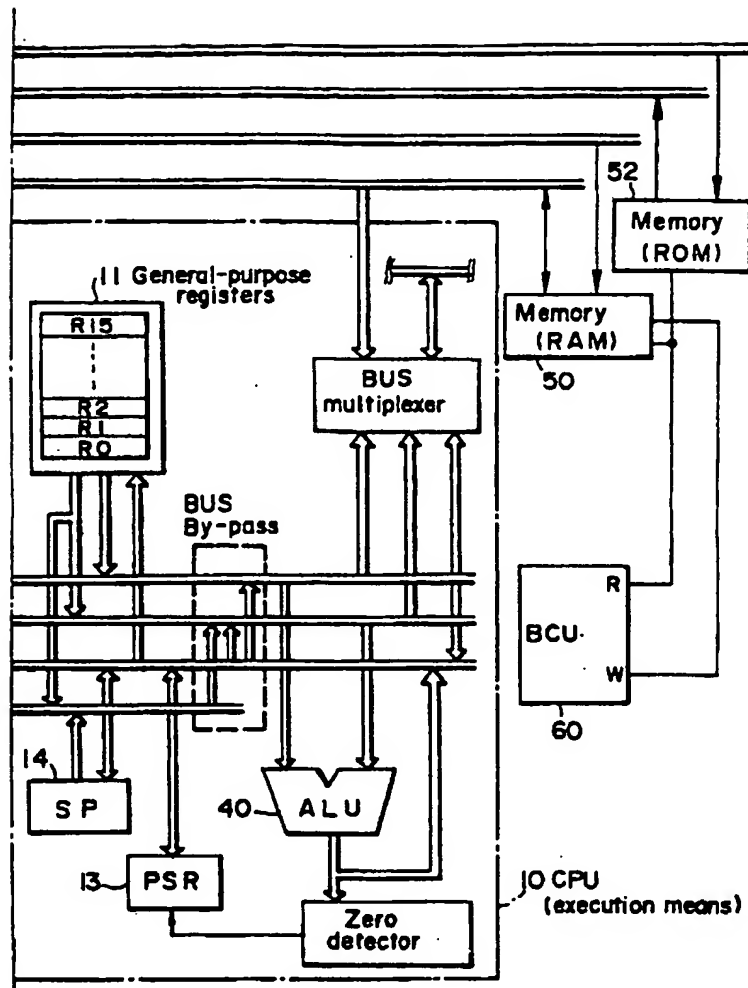 52
Memory
(ROM)
11 General-purpose
registers
R15
R2
R1
R0
Memory
(RAM)
50
BUS
multiplexer
BUS
By-pass
R
BCU
W
60
14
SP
40
ALU
13
PSR
10 CPU
(execution means)
Zero
detector